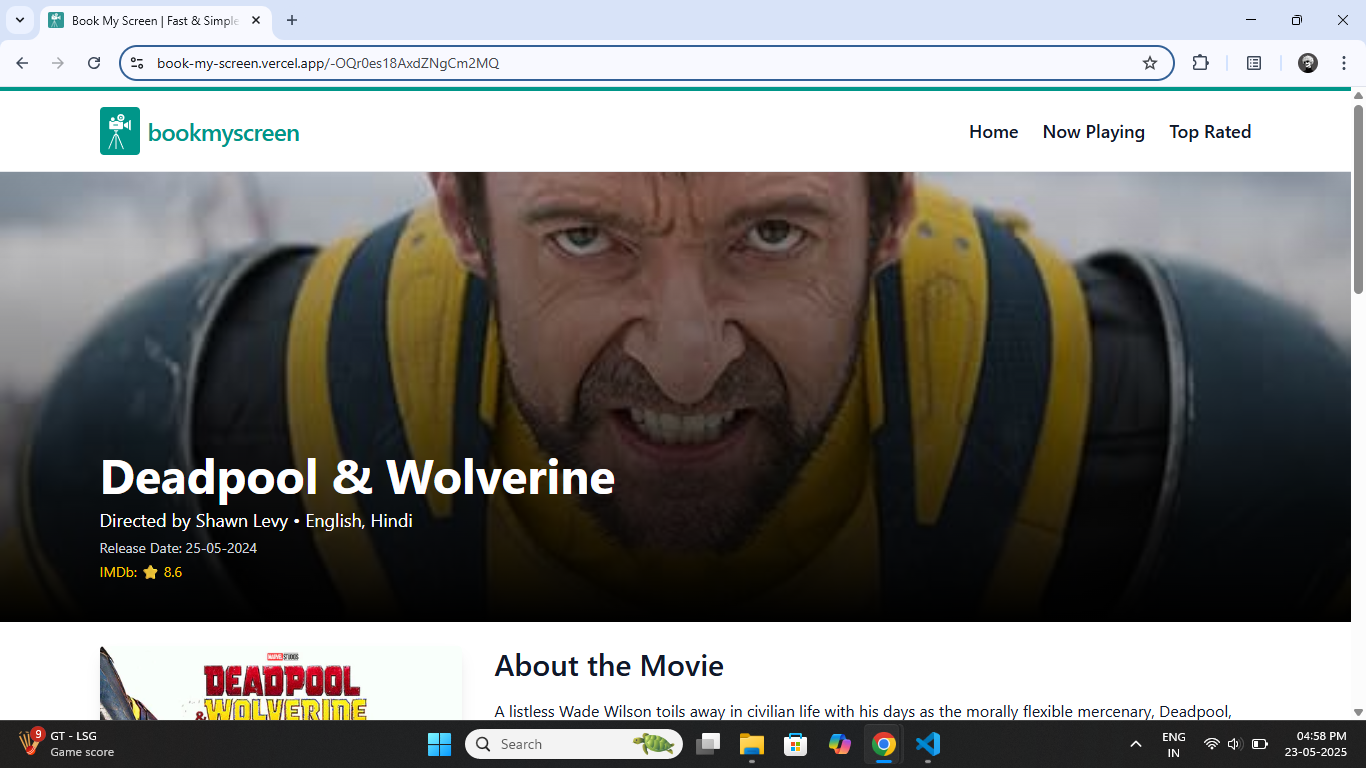 Book My Screen | Fast & Simple
book-my-screen.vercel.app/-OQr0es18AxdZNgCm2MQ
bookmyscreen
Home Now Playing Top Rated
Deadpool & Wolverine
Directed by Shawn Levy • English, Hindi
Release Date: 25-05-2024
IMDb: 8.6
MARVEL STUDIOS
DEADPOOL
& WOLVERINE
About the Movie
A listless Wade Wilson toils away in civilian life with his days as the morally flexible mercenary, Deadpool,
9
GT - LSG
Game score
Search
ENG
IN
04:58 PM
23-05-2025